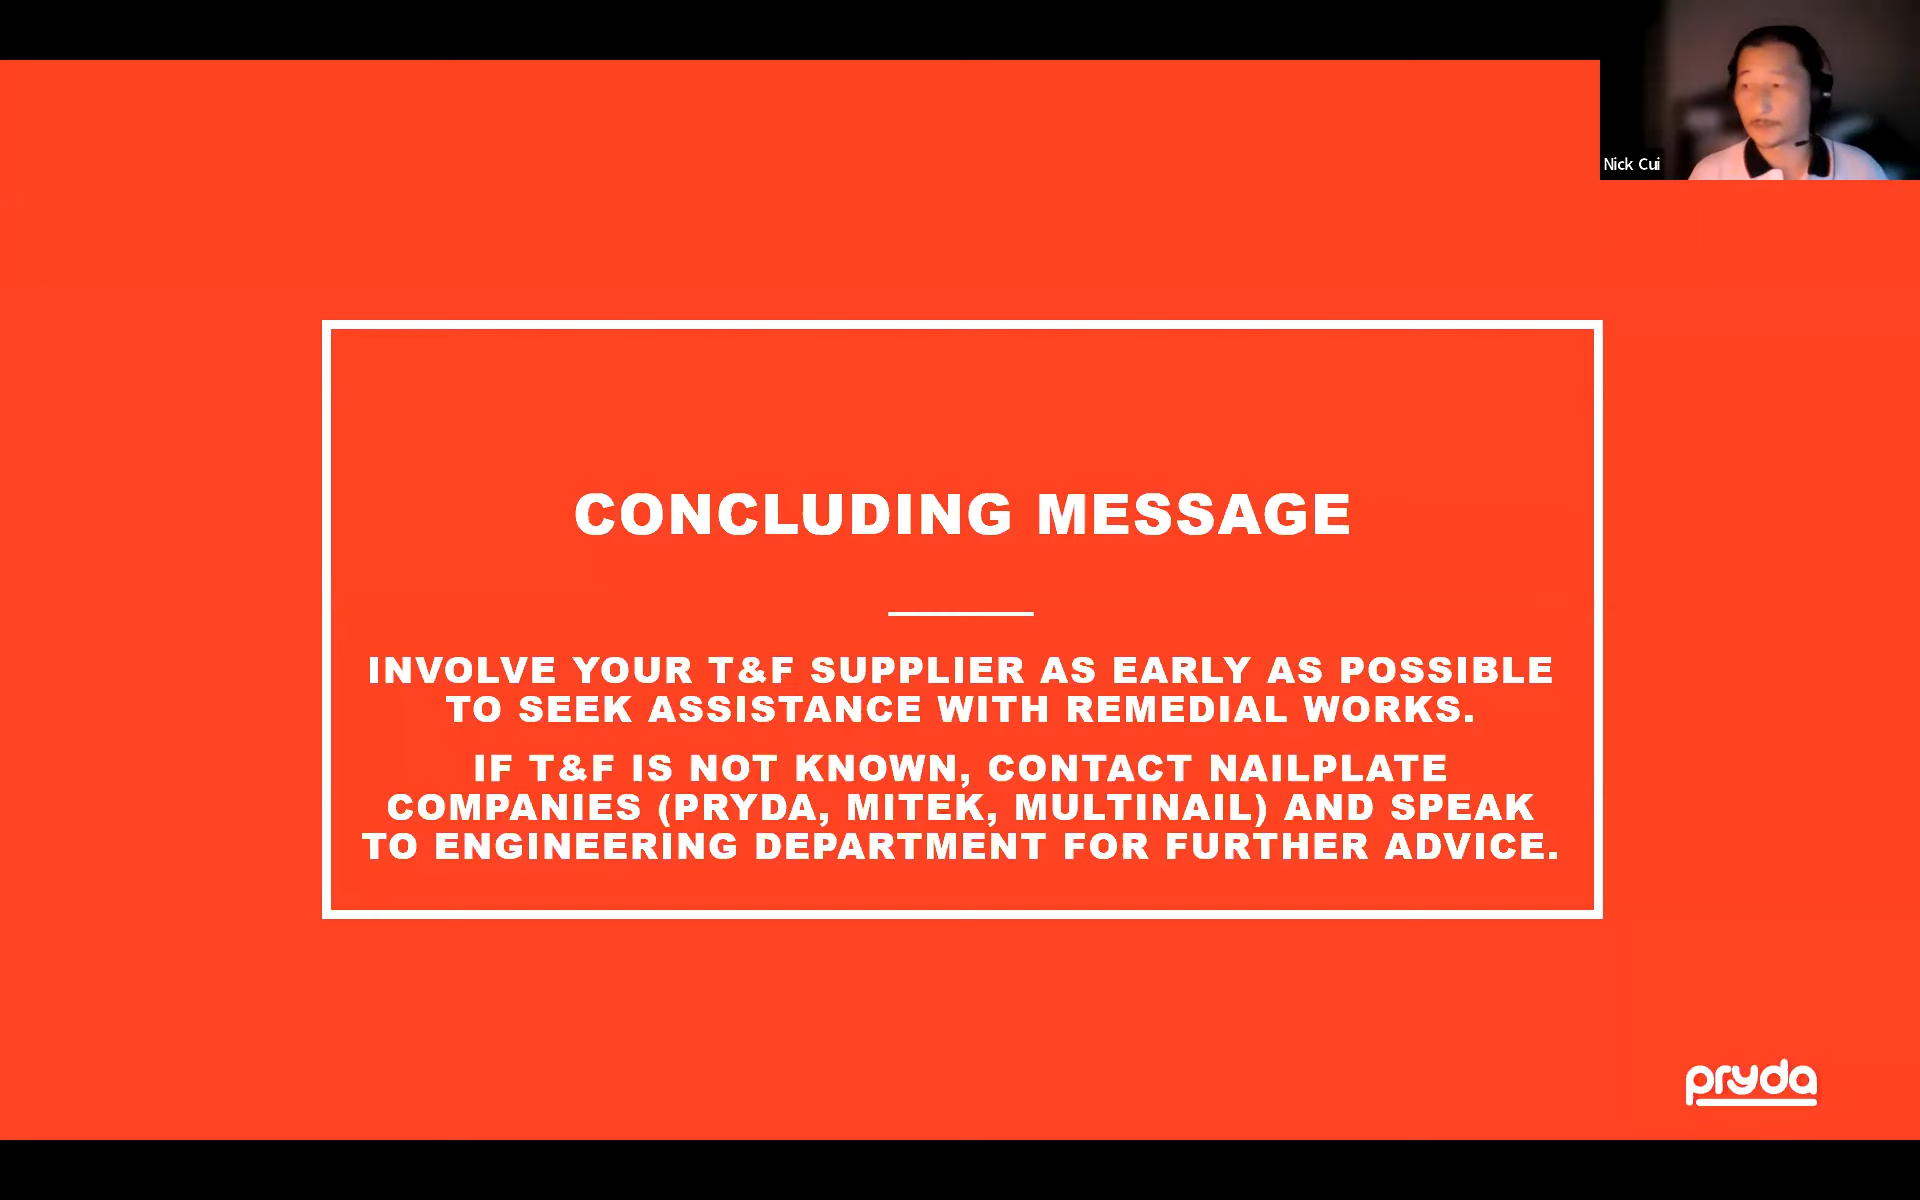 Nick Cui
CONCLUDING MESSAGE
INVOLVE YOUR T&F SUPPLIER AS EARLY AS POSSIBLE
TO SEEK ASSISTANCE WITH REMEDIAL WORKS.
IF T&F IS NOT KNOWN, CONTACT NAILPLATE
COMPANIES (PRYDA, MITEK, MULTINAIL) AND SPEAK
TO ENGINEERING DEPARTMENT FOR FURTHER ADVICE.
pryda